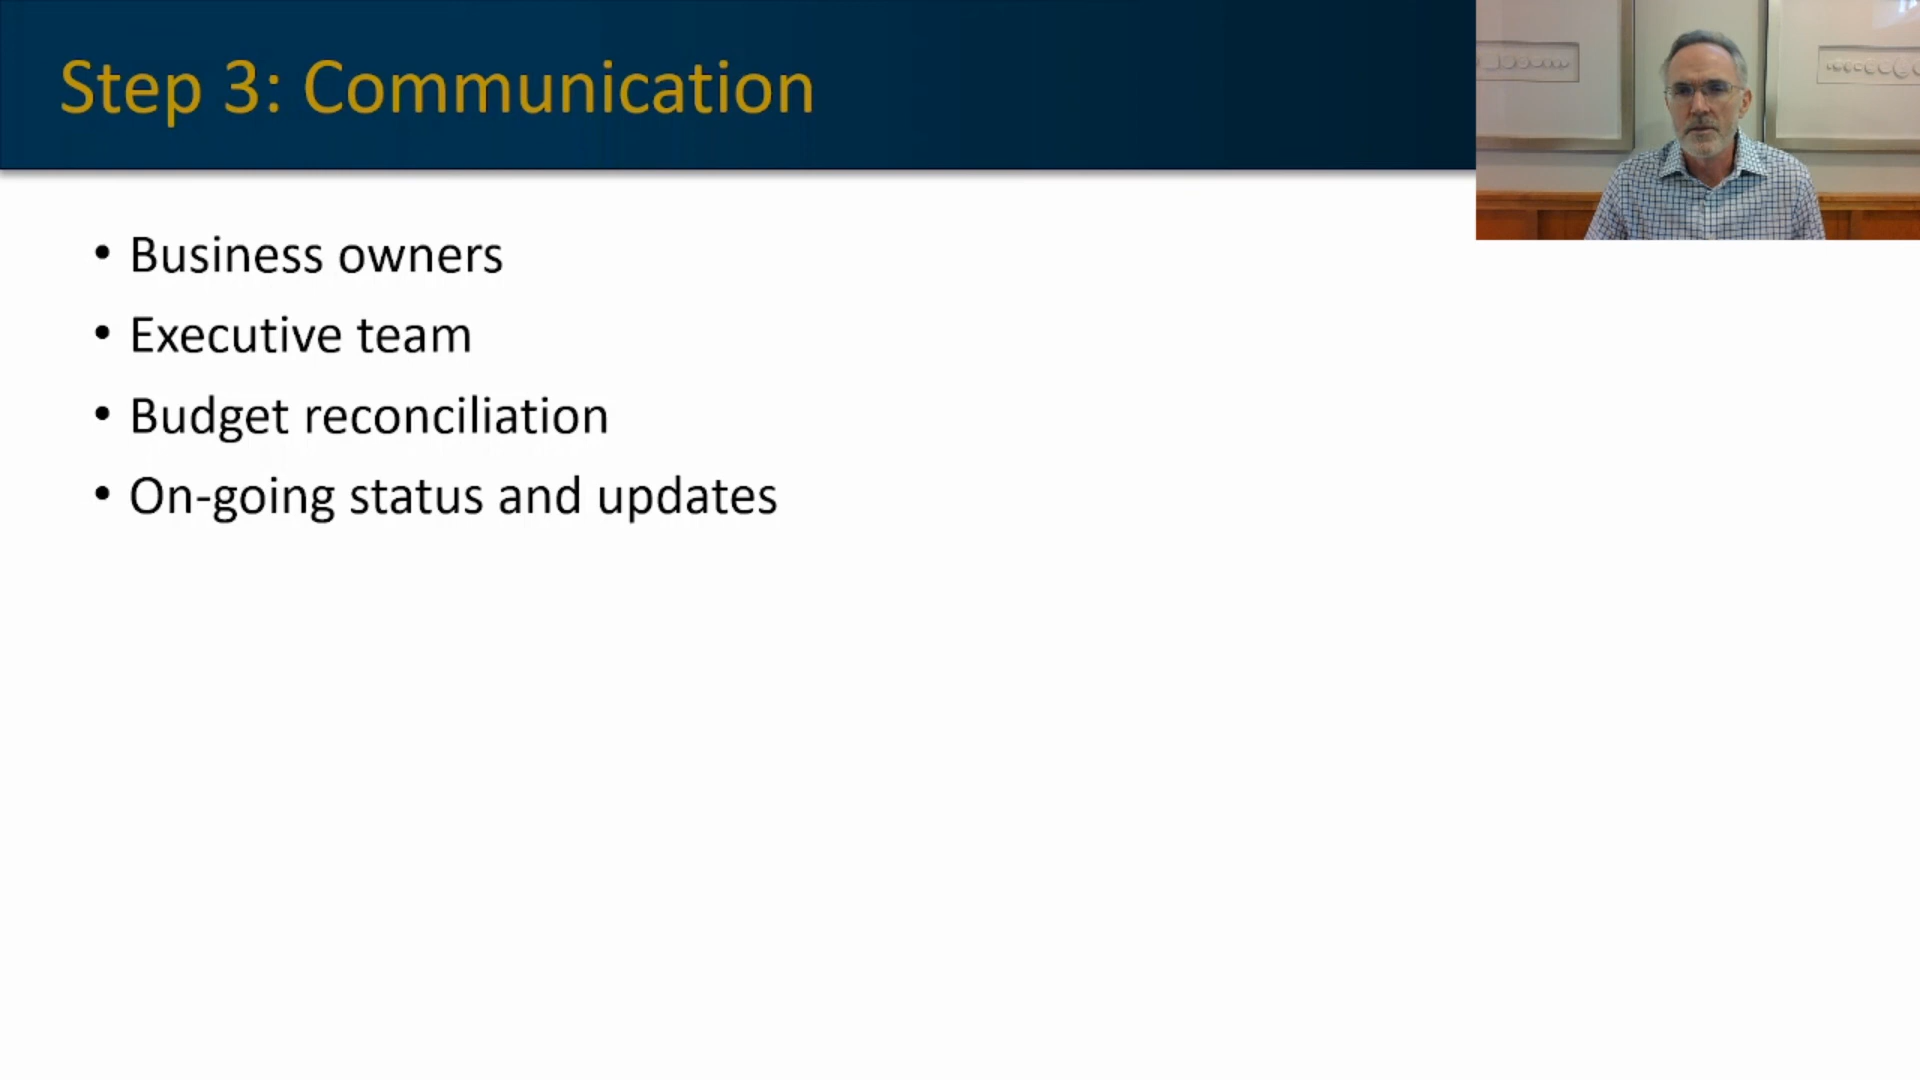 Step 3: Communication
• Business owners
• Executive team
• Budget reconciliation
• On-going status and updates